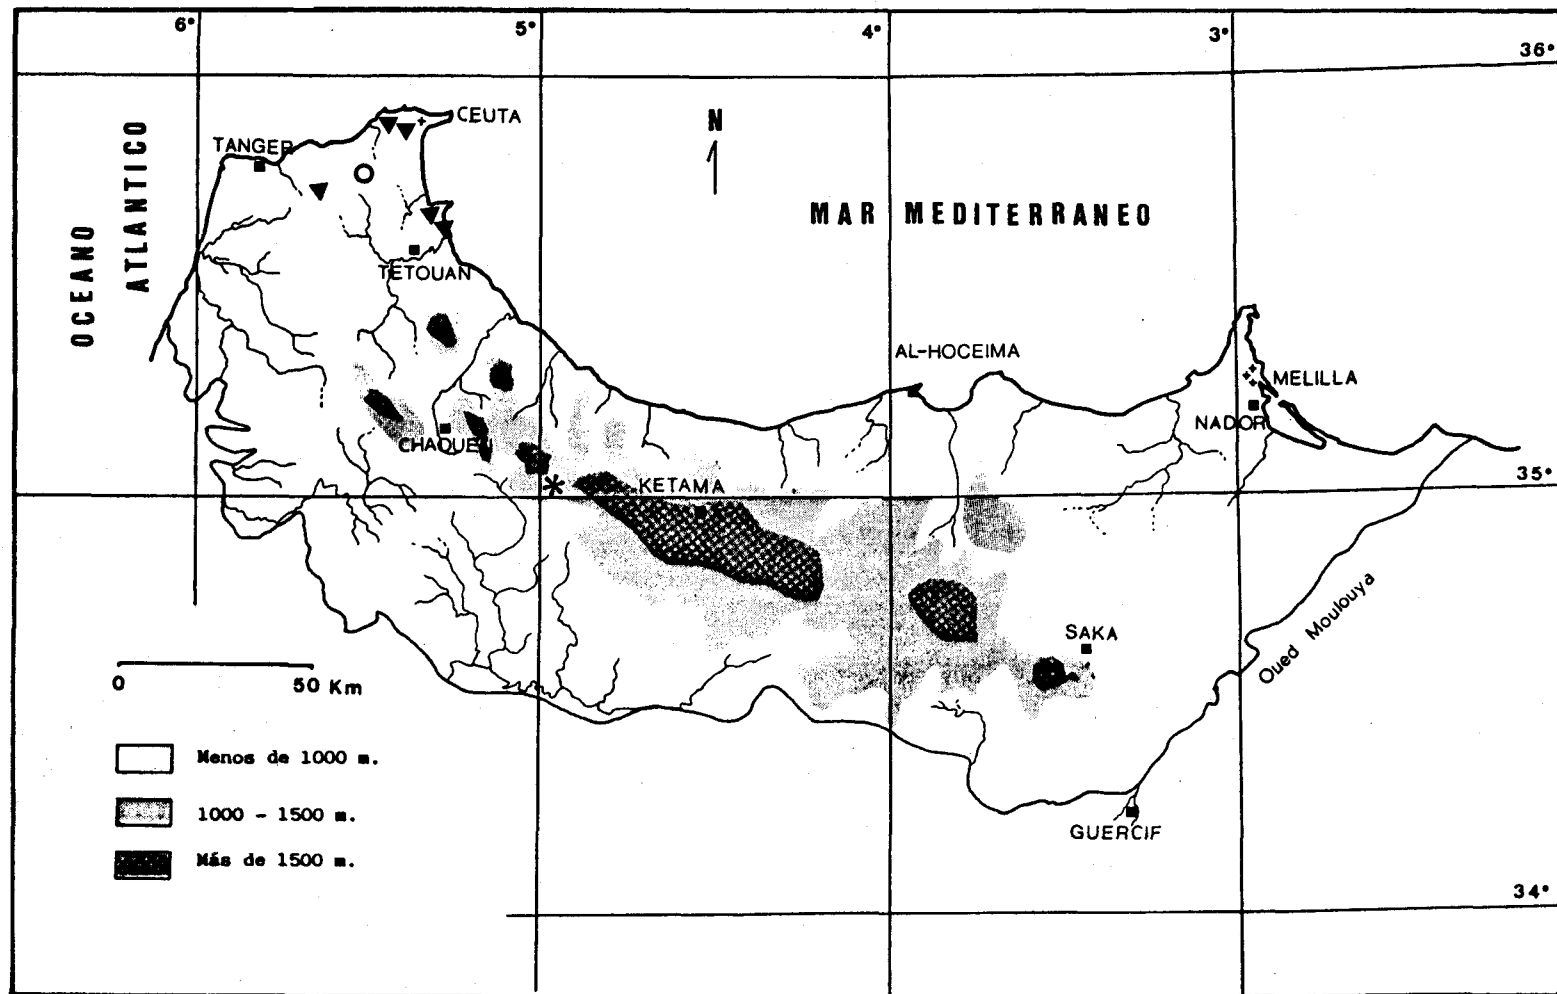 6°
5°
4°
3°
36°
CEUTA
TANGER
N
OCEANO
ATLANTICO
MAR MEDITERRANEO
TETOUAN
AL-HOCEIMA
MELILLA
NADOR
CHAQUEN
KETAMA
35°
SAKA
Oued Moulouya
0 50 Km
Menos de 1000 m.
1000 - 1500 m.
Más de 1500 m.
GUERCIF
34°